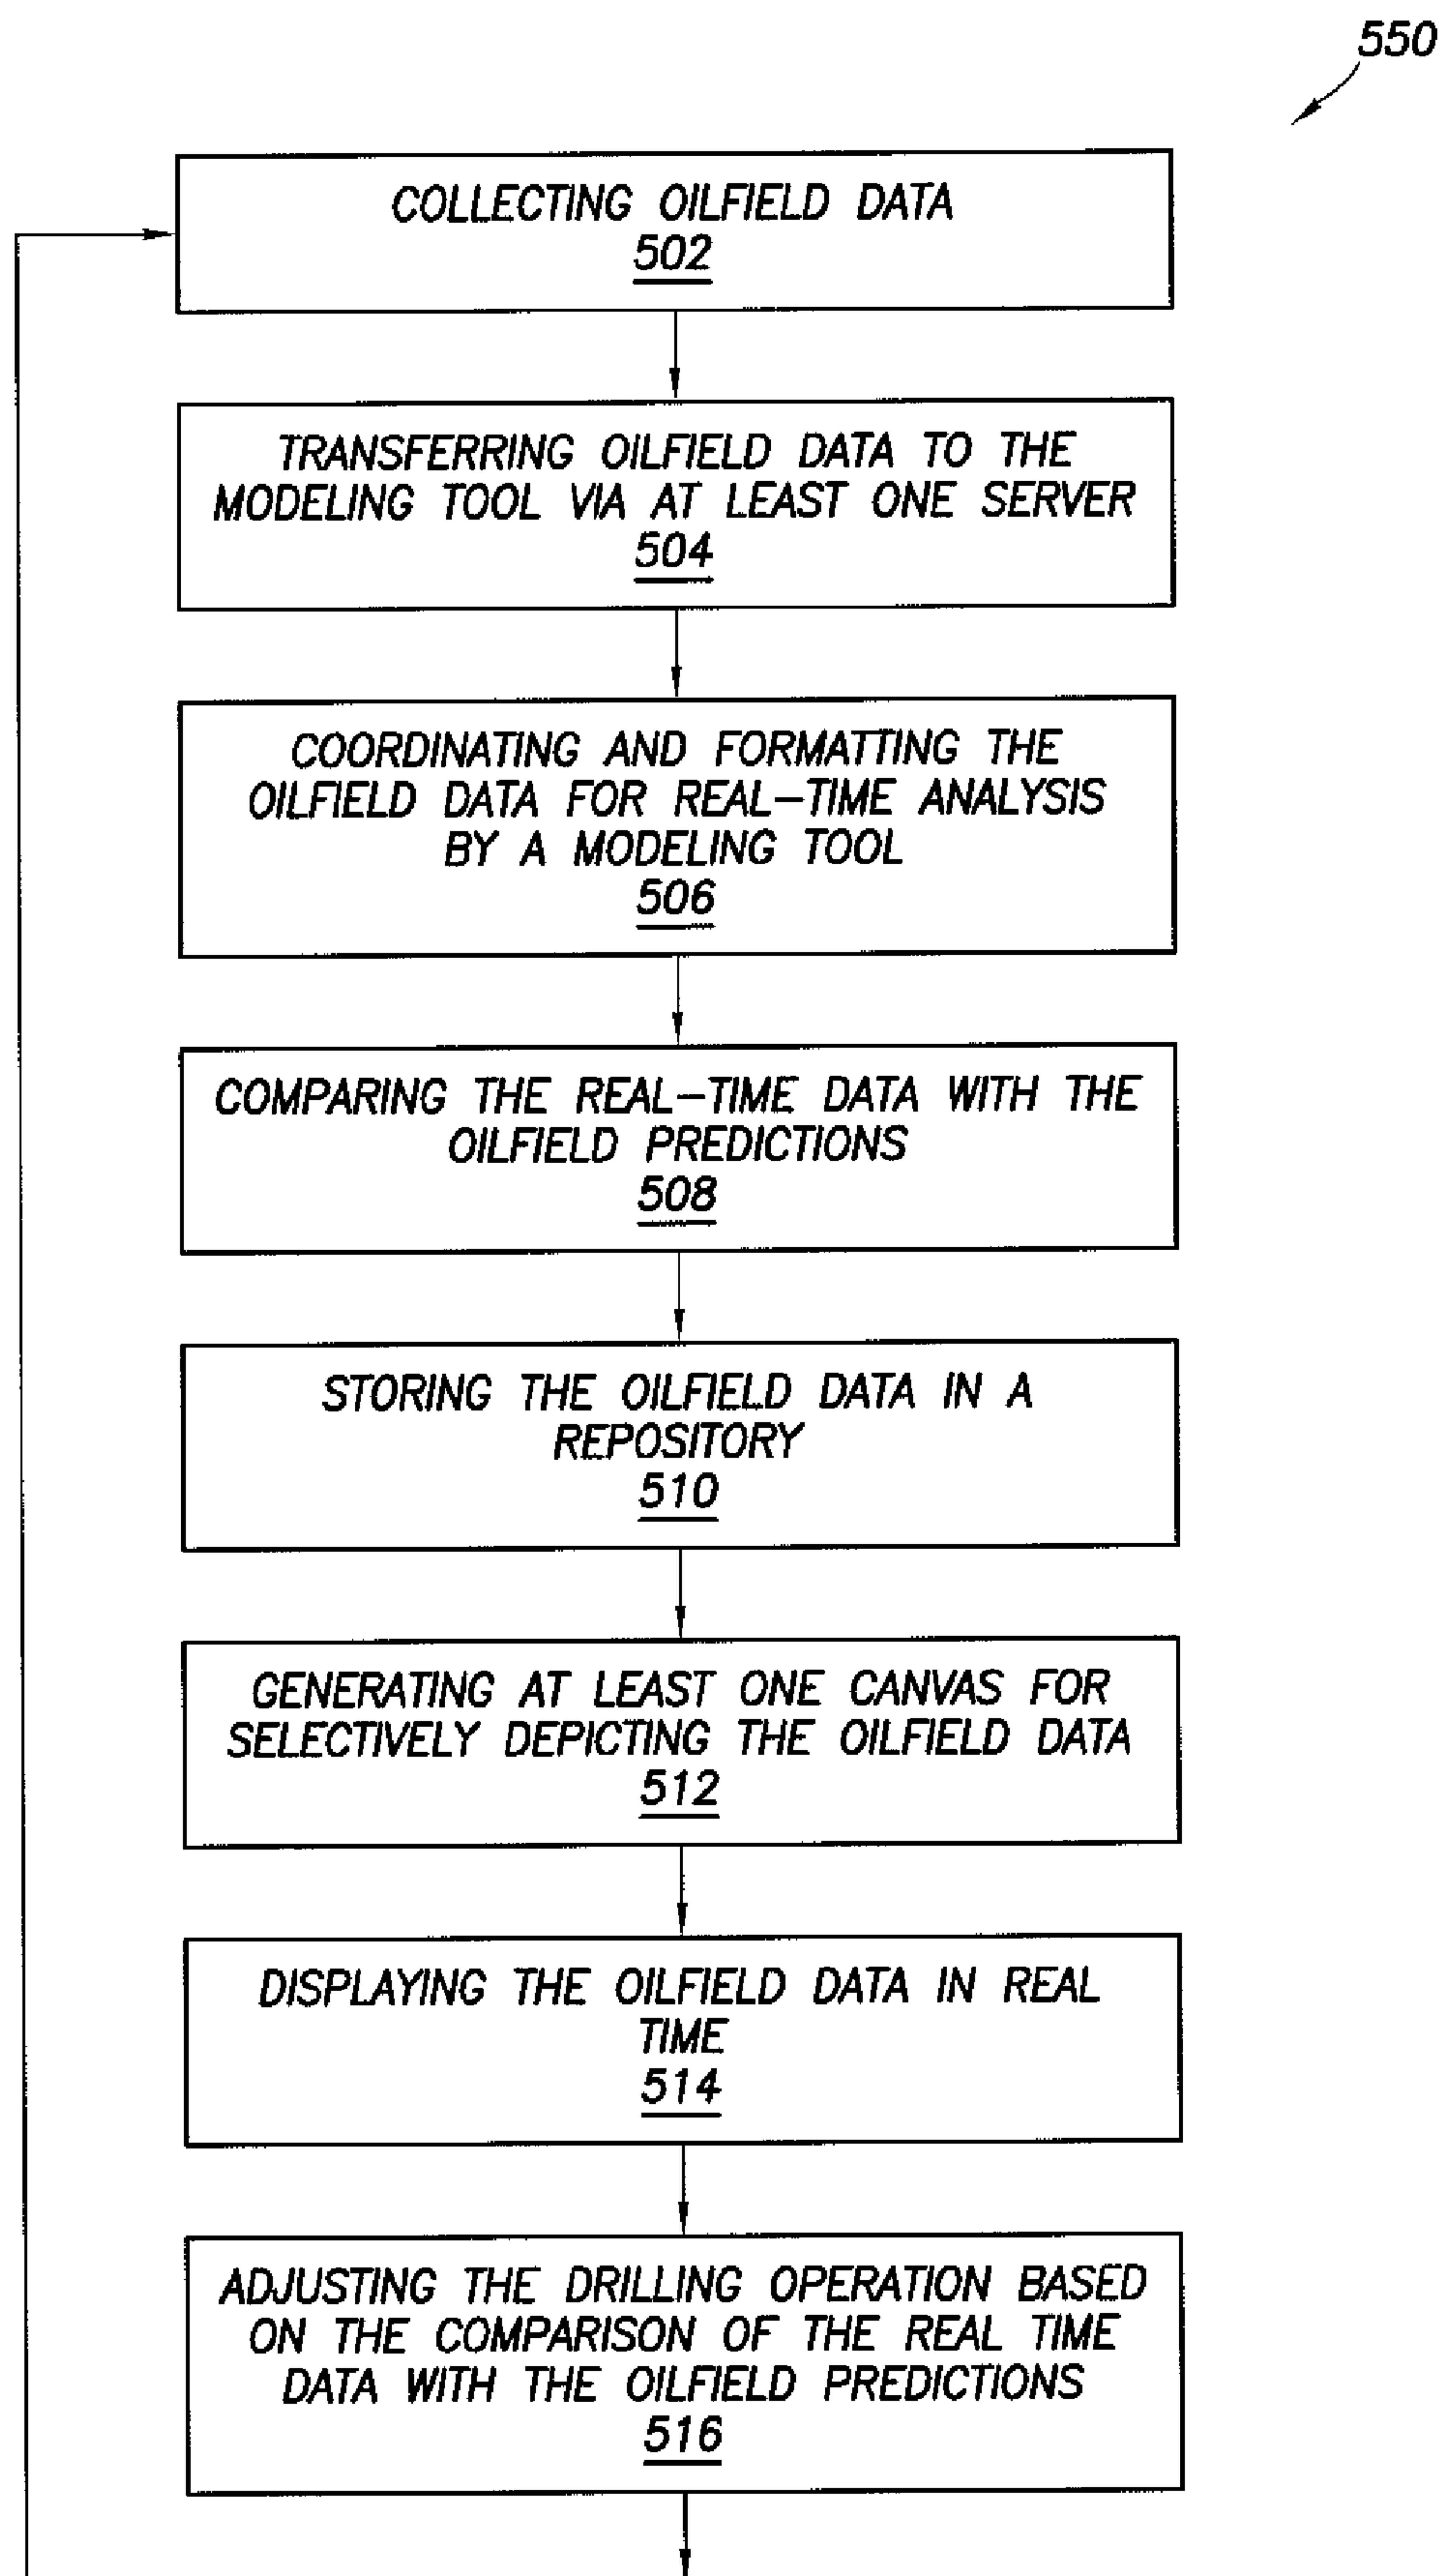 550
COLLECTING OILFIELD DATA
502
TRANSFERRING OILFIELD DATA TO THE
MODELING TOOL VIA AT LEAST ONE SERVER
504
COORDINATING AND FORMATTING THE
OILFIELD DATA FOR REAL-TIME ANALYSIS
BY A MODELING TOOL
506
COMPARING THE REAL-TIME DATA WITH THE
OILFIELD PREDICTIONS
508
STORING THE OILFIELD DATA IN A
REPOSITORY
510
GENERATING AT LEAST ONE CANVAS FOR
SELECTIVELY DEPICTING THE OILFIELD DATA
512
DISPLAYING THE OILFIELD DATA IN REAL
TIME
514
ADJUSTING THE DRILLING OPERATION BASED
ON THE COMPARISON OF THE REAL TIME
DATA WITH THE OILFIELD PREDICTIONS
516